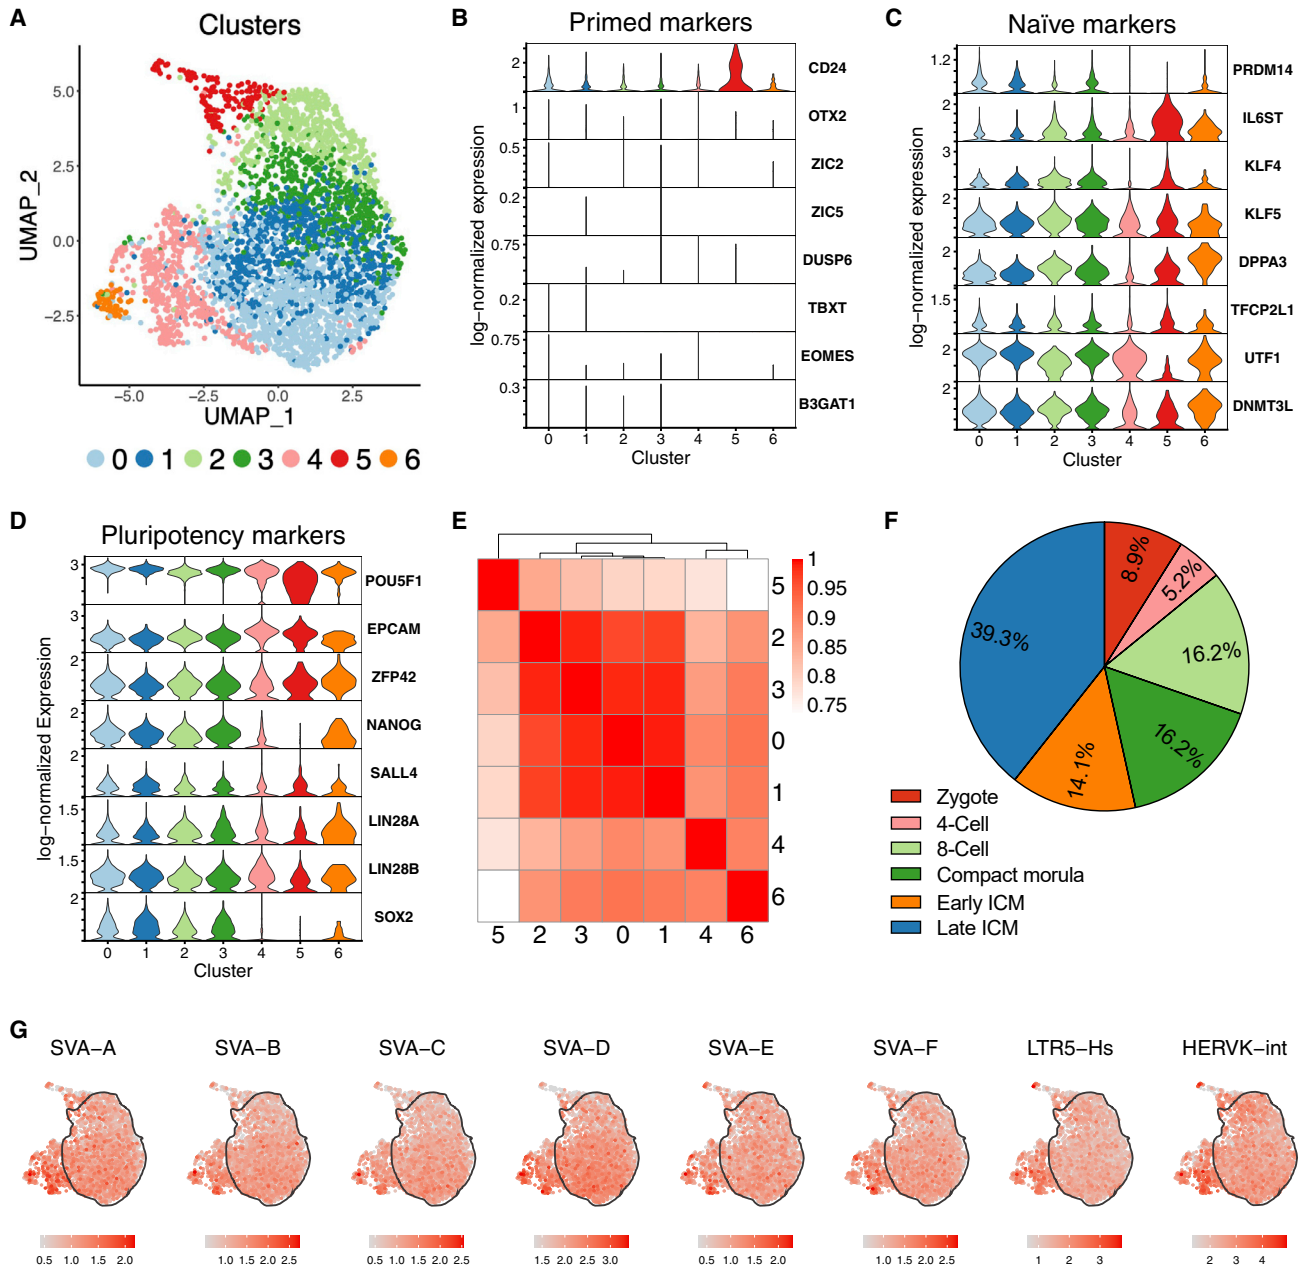 A
Clusters
UMAP_2
5.0
2.5
0.0
−2.5
−5.0
−2.5
0.0
2.5
UMAP_1
0 1 2 3 4 5 6
B
Primed markers
log−normalized expression
2
CD24
1
OTX2
0.5
ZIC2
0.2
ZIC5
0.75
DUSP6
0.2
TBXT
0.75
EOMES
0.3
B3GAT1
0 1 2 3 4 5 6
Cluster
C
Naïve markers
log−normalized expression
1.2
PRDM14
2
IL6ST
3
KLF4
2
KLF5
2
DPPA3
1.5
TFCP2L1
2
UTF1
2
DNMT3L
0 1 2 3 4 5 6
Cluster
D
Pluripotency markers
log−normalized Expression
3
POU5F1
3
EPCAM
2
ZFP42
2
NANOG
2
SALL4
1.5
LIN28A
1.5
LIN28B
2
SOX2
0 1 2 3 4 5 6
Cluster
E
5
2
3
0
1
4
6
5 2 3 0 1 4 6
1
0.95
0.9
0.85
0.8
0.75
F
8.9%
5.2%
16.2%
16.2%
14.1%
39.3%
Zygote
4−Cell
8−Cell
Compact morula
Early ICM
Late ICM
G
SVA−A
SVA−B
SVA−C
SVA−D
SVA−E
SVA−F
LTR5−Hs
HERVK−int
0.5 1.0 1.5 2.0
1.0 1.5 2.0 2.5
0.5 1.0 1.5 2.0 2.5
1.5 2.0 2.5 3.0
0.5 1.0 1.5 2.0
1.0 1.5 2.0 2.5
1 2 3
2 3 4